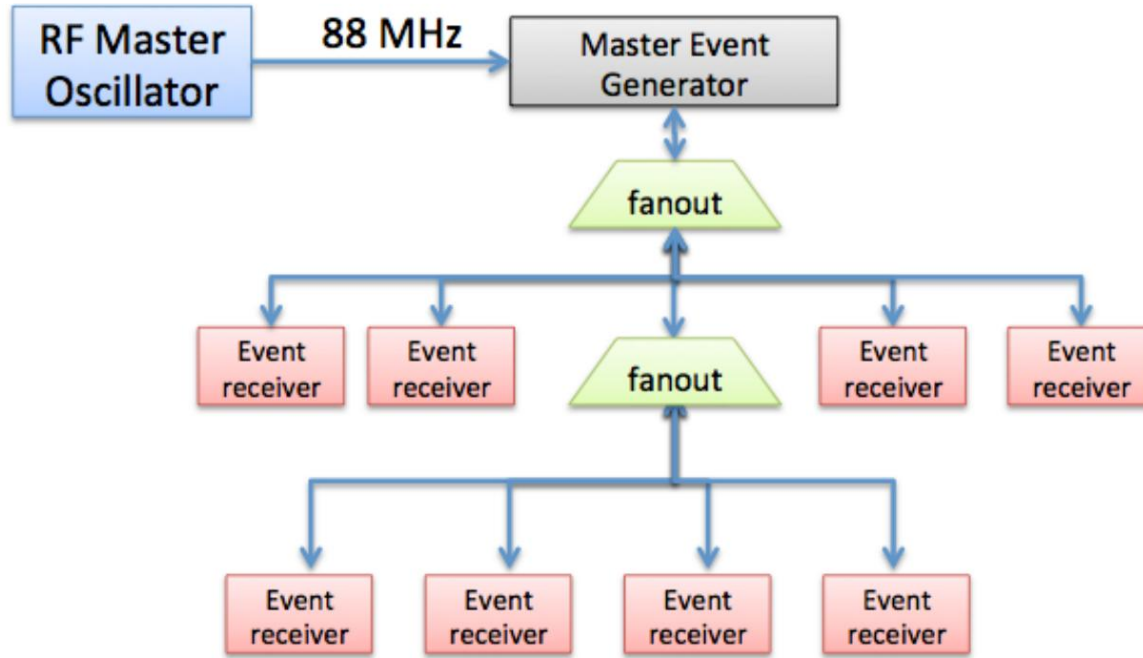 RF Master
Oscillator
88 MHz
Master Event
Generator
fanout
Event
receiver
Event
receiver
fanout
Event
receiver
Event
receiver
Event
receiver
Event
receiver
Event
receiver
Event
receiver